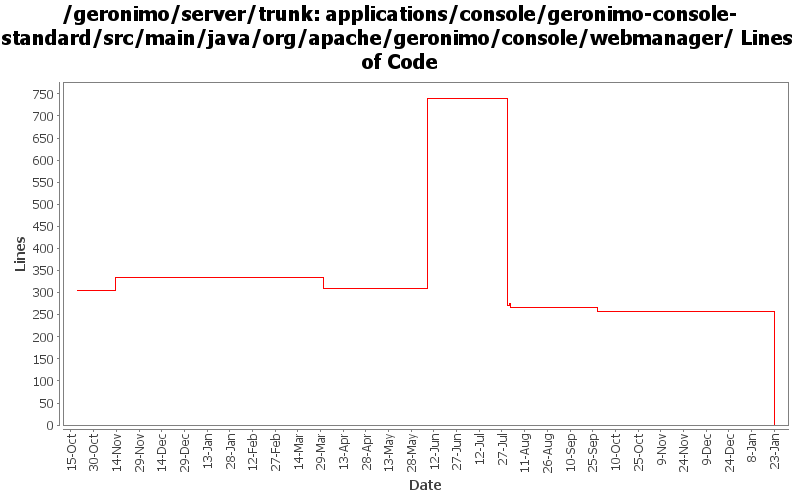 /geronimo/server/trunk: applications/console/geronimo-console-
standard/src/main/java/org/apache/geronimo/console/webmanager/ Lines
of Code
750
700
650
600
550
500
450
400
350
300
250
200
150
100
50
0
Lines
15-Oct
30-Oct
14-Nov
29-Nov
14-Dec
29-Dec
13-Jan
28-Jan
12-Feb
27-Feb
14-Mar
29-Mar
13-Apr
28-Apr
13-May
28-May
12-Jun
27-Jun
12-Jul
27-Jul
11-Aug
26-Aug
10-Sep
25-Sep
10-Oct
25-Oct
9-Nov
24-Nov
9-Dec
24-Dec
8-Jan
23-Jan
Date